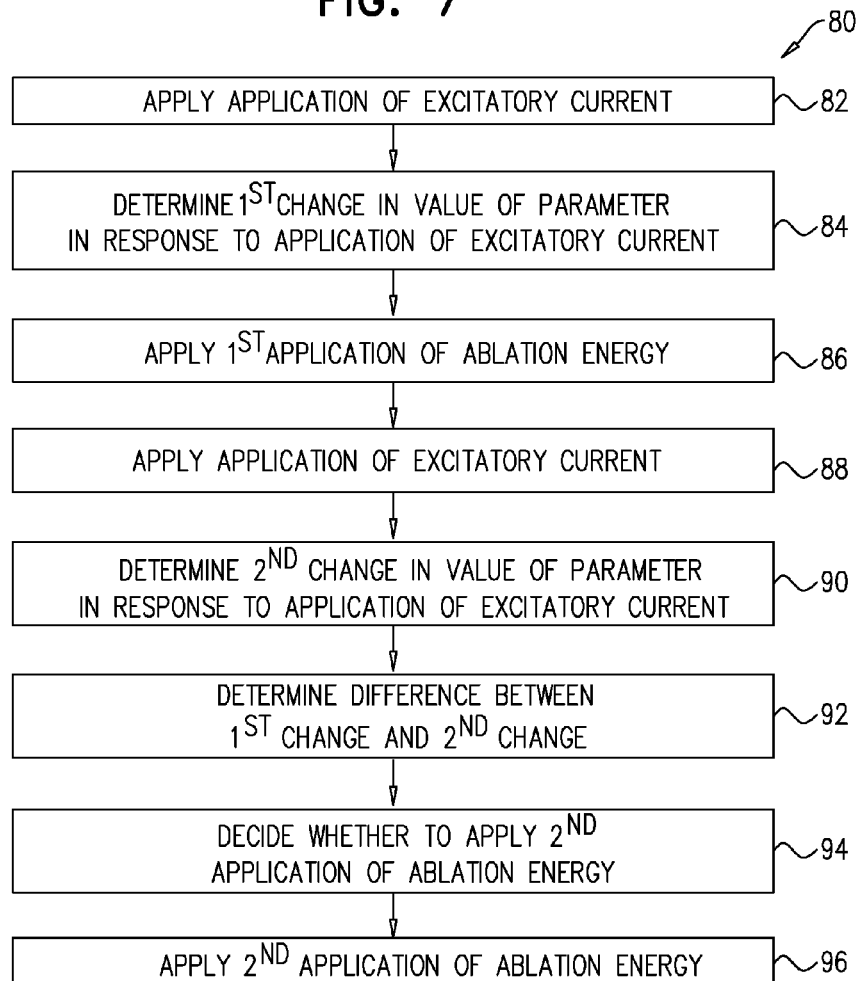 FIG. 7
80
APPLY APPLICATION OF EXCITATORY CURRENT
82
DETERMINE 1ST CHANGE IN VALUE OF PARAMETER
IN RESPONSE TO APPLICATION OF EXCITATORY CURRENT
84
APPLY 1ST APPLICATION OF ABLATION ENERGY
86
APPLY APPLICATION OF EXCITATORY CURRENT
88
DETERMINE 2ND CHANGE IN VALUE OF PARAMETER
IN RESPONSE TO APPLICATION OF EXCITATORY CURRENT
90
DETERMINE DIFFERENCE BETWEEN
1ST CHANGE AND 2ND CHANGE
92
DECIDE WHETHER TO APPLY 2ND
APPLICATION OF ABLATION ENERGY
94
APPLY 2ND APPLICATION OF ABLATION ENERGY
96